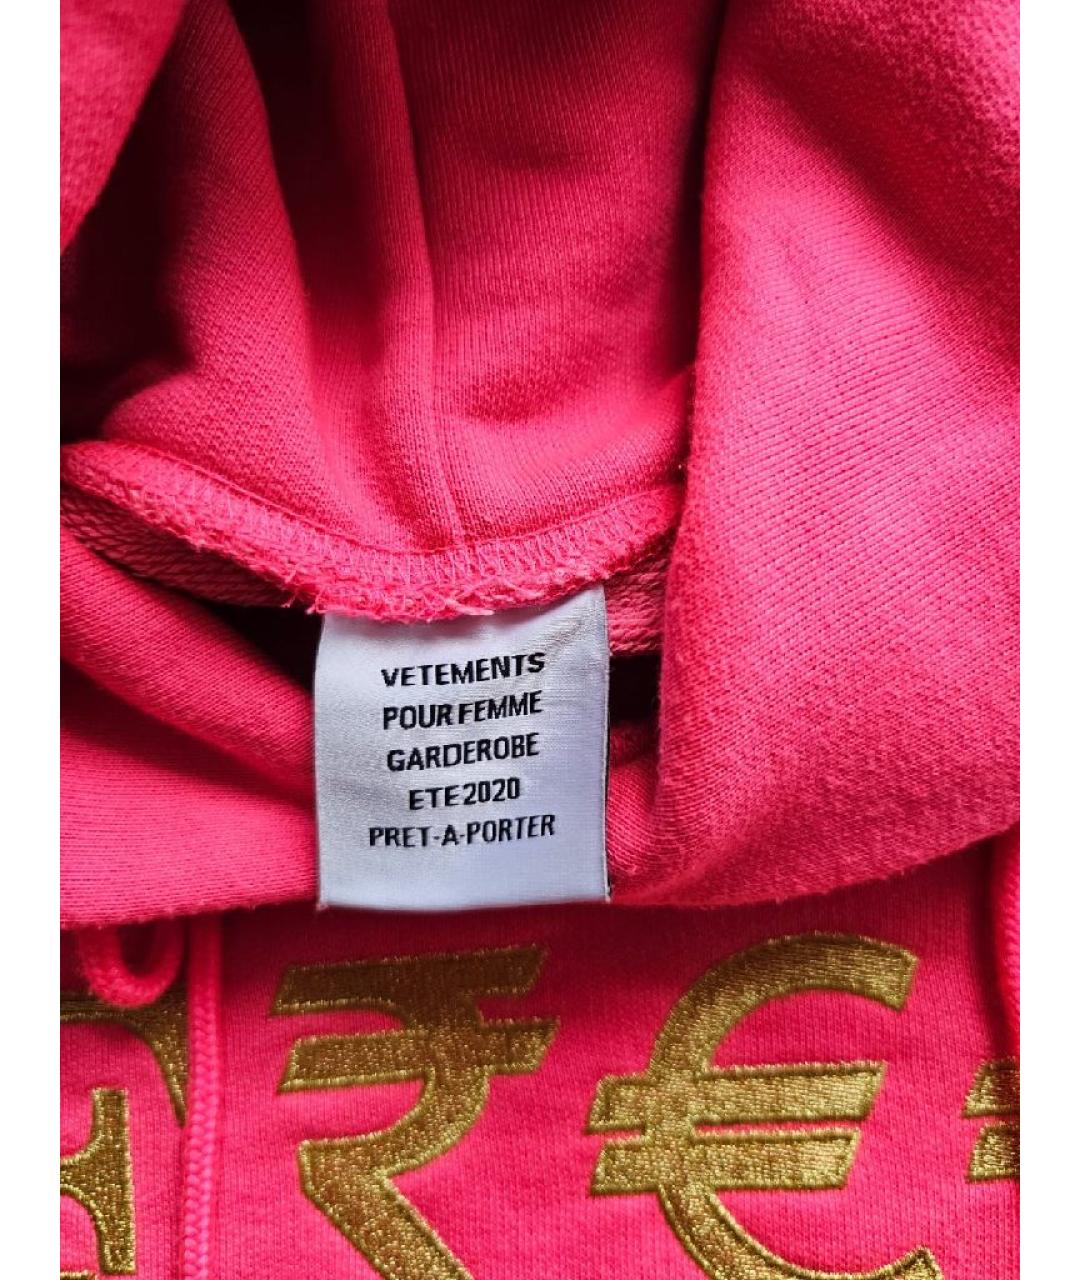 VETEMENTS
POUR FEMME
GARDEROBE
ETE 2020
PRET-A-PORTER
₹ €